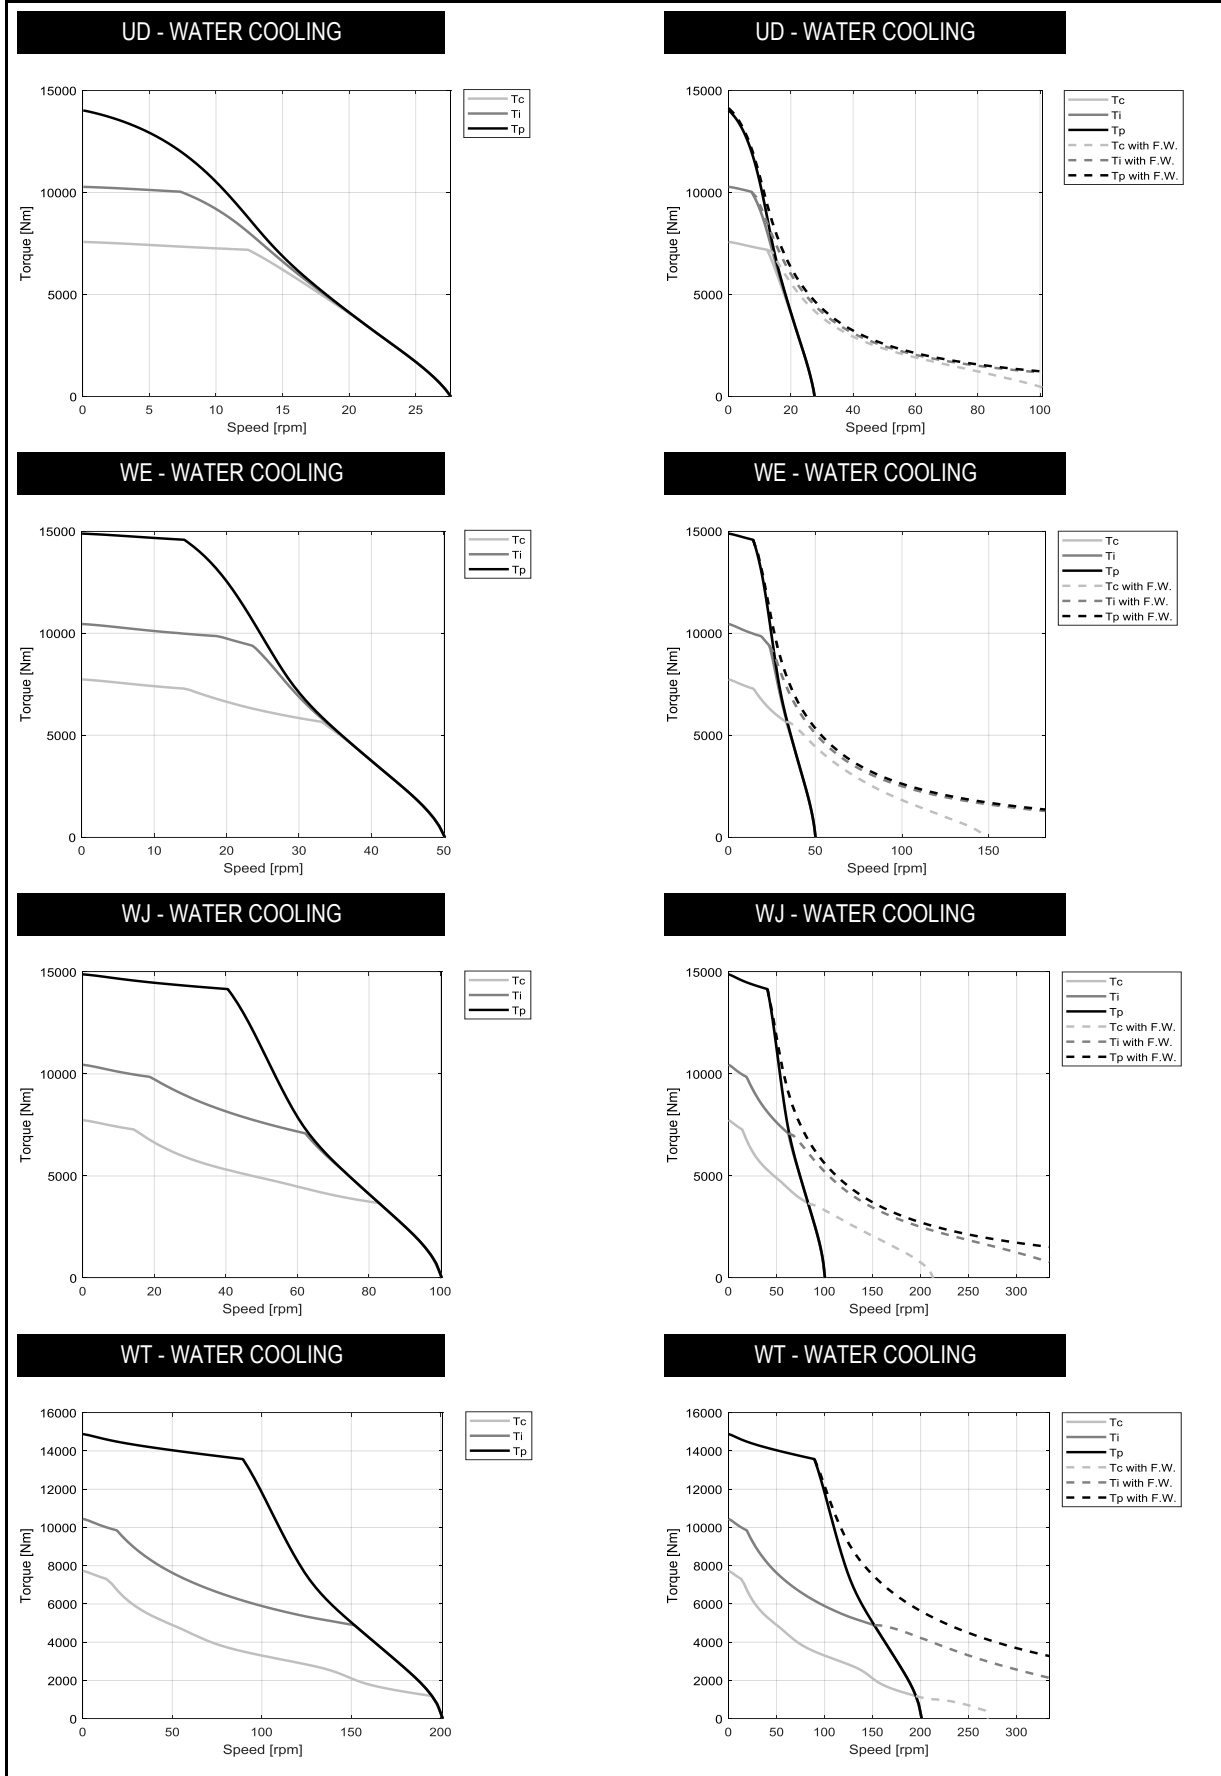 UD - WATER COOLING
15000
10000
5000
0
Torque [Nm]
0 5 10 15 20 25
Speed [rpm]
Tc
Ti
Tp
UD - WATER COOLING
15000
10000
5000
0
Torque [Nm]
0 20 40 60 80 100
Speed [rpm]
Tc
Ti
Tp
Tc with F.W.
Ti with F.W.
Tp with F.W.
WE - WATER COOLING
15000
10000
5000
0
Torque [Nm]
0 10 20 30 40 50
Speed [rpm]
Tc
Ti
Tp
WE - WATER COOLING
15000
10000
5000
0
Torque [Nm]
0 50 100 150
Speed [rpm]
Tc
Ti
Tp
Tc with F.W.
Ti with F.W.
Tp with F.W.
WJ - WATER COOLING
15000
10000
5000
0
Torque [Nm]
0 20 40 60 80 100
Speed [rpm]
Tc
Ti
Tp
WJ - WATER COOLING
15000
10000
5000
0
Torque [Nm]
0 50 100 150 200 250 300
Speed [rpm]
Tc
Ti
Tp
Tc with F.W.
Ti with F.W.
Tp with F.W.
WT - WATER COOLING
16000
14000
12000
10000
8000
6000
4000
2000
0
Torque [Nm]
0 50 100 150 200
Speed [rpm]
Tc
Ti
Tp
WT - WATER COOLING
16000
14000
12000
10000
8000
6000
4000
2000
0
Torque [Nm]
0 50 100 150 200 250 300
Speed [rpm]
Tc
Ti
Tp
Tc with F.W.
Ti with F.W.
Tp with F.W.